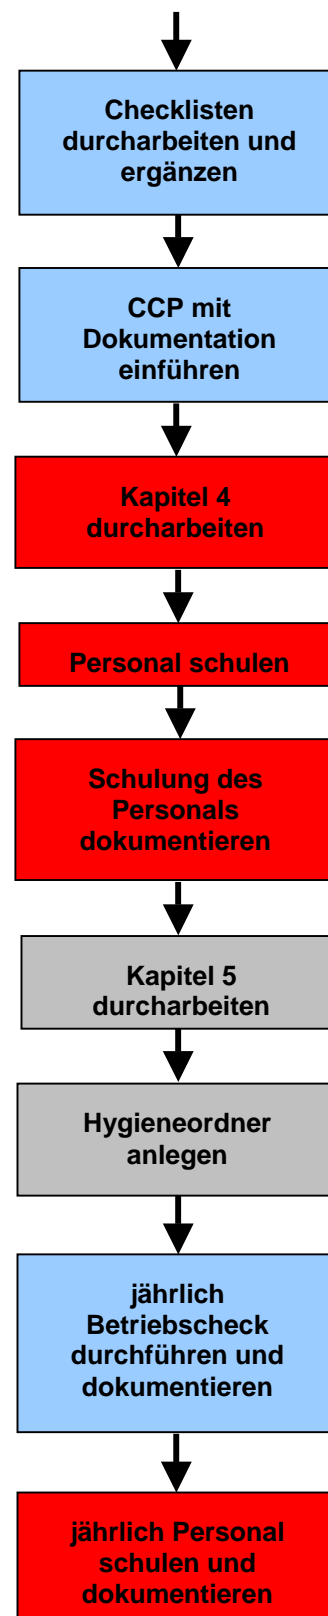 Checklisten
durcharbeiten und
ergänzen
CCP mit
Dokumentation
einführen
Kapitel 4
durcharbeiten
Personal schulen
Schulung des
Personals
dokumentieren
Kapitel 5
durcharbeiten
Hygieneordner
anlegen
jährlich
Betriebscheck
durchführen und
dokumentieren
jährlich Personal
schulen und
dokumentieren